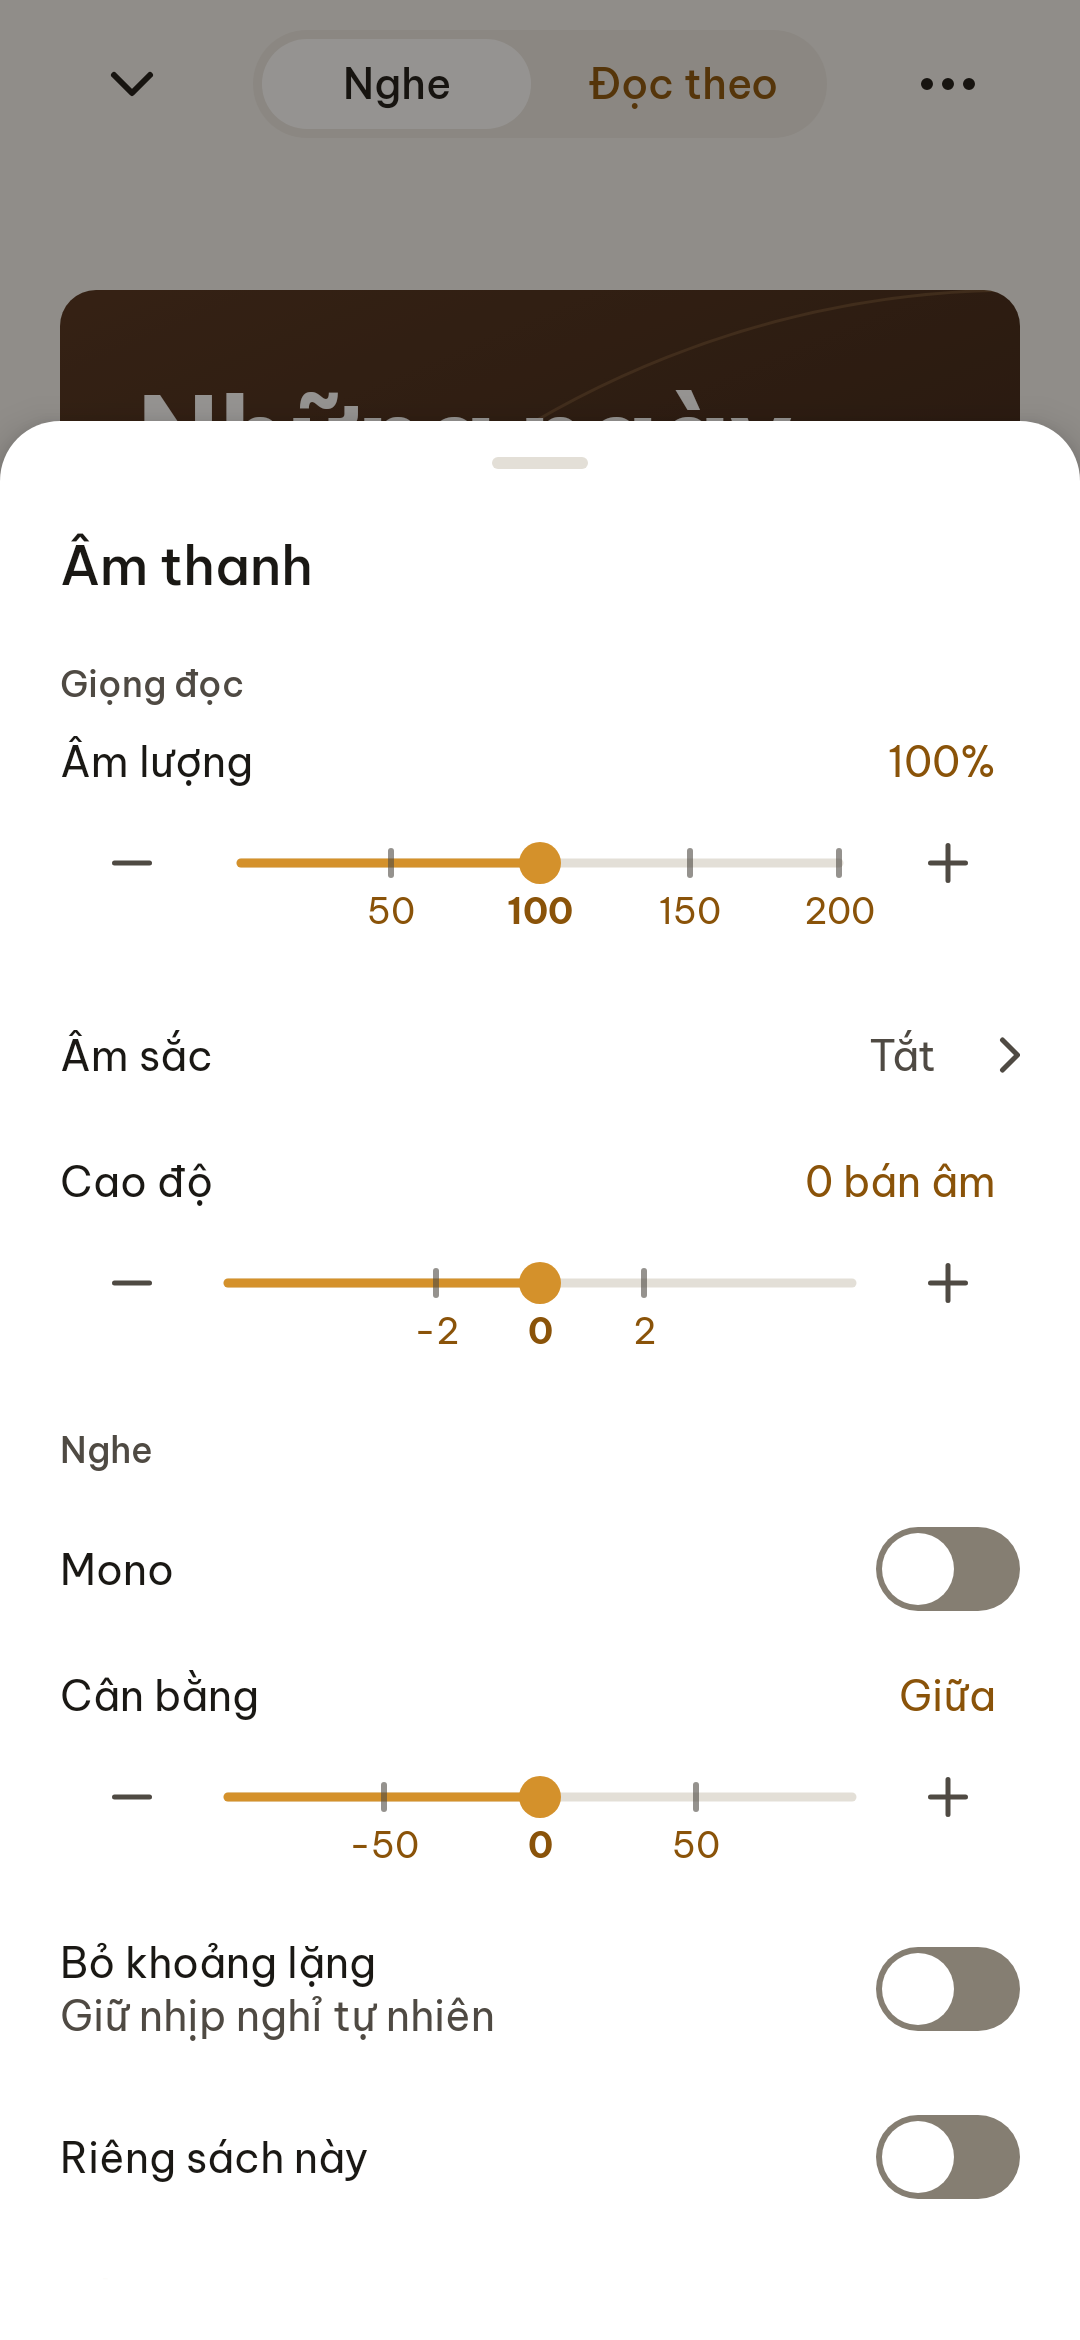 Nghe
Đọc theo
Những ngày
Âm thanh
Giọng đọc
Âm lượng
100%
50
100
150
200
Âm sắc
Tắt
Cao độ
0 bán âm
-2
0
2
Nghe
Mono
Cân bằng
Giữa
-50
0
50
Bỏ khoảng lặng
Giữ nhịp nghỉ tự nhiên
Riêng sách này